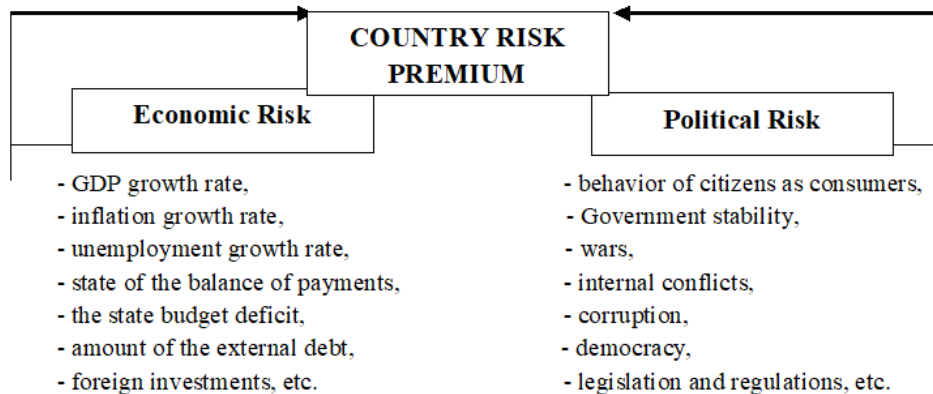 COUNTRY RISK
PREMIUM
Economic Risk
- GDP growth rate,
- inflation growth rate,
- unemployment growth rate,
- state of the balance of payments,
- the state budget deficit,
- amount of the external debt,
- foreign investments, etc.
Political Risk
- behavior of citizens as consumers,
- Government stability,
- wars,
- internal conflicts,
- corruption,
- democracy,
- legislation and regulations, etc.